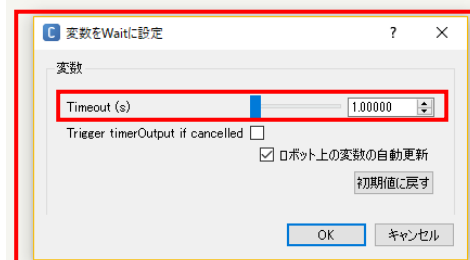 C 変数をWaitに設定 ? ×
変数
Timeout (s) 1.00000
Trigger timerOutput if cancelled
ロボット上の変数の自動更新
初期値に戻す
OK キャンセル